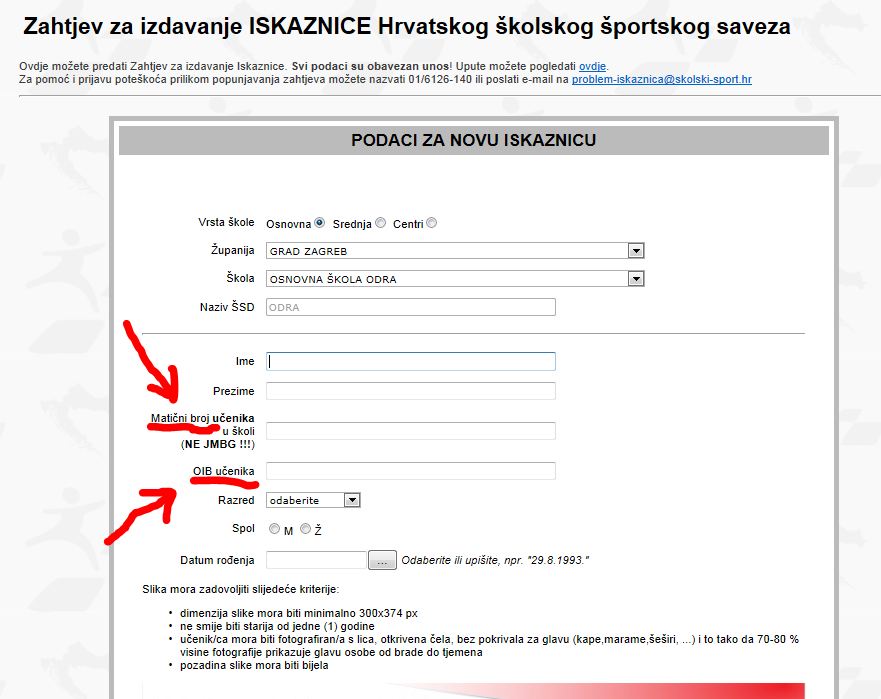 Zahtjev za izdavanje ISKAZNICE Hrvatskog školskog športskog saveza
Ovdje možete predati Zahtjev za izdavanje Iskaznice. Svi podaci su obavezan unos! Upute možete pogledati ovdje.
Za pomoć i prijavu poteškoća prilikom popunjavanja zahtjeva možete nazvati 01/6126-140 ili poslati e-mail na problem-iskaznica@skolski-sport.hr
PODACI ZA NOVU ISKAZNICU
Vrsta škole Osnovna Srednja Centri
Županija GRAD ZAGREB
Škola OSNOVNA ŠKOLA ODRA
Naziv ŠSD ODRA
Ime
Prezime
Matični broj učenika
u školi
(NE JMBG !!!)
OIB učenika
Razred odaberite
Spol M Ž
Datum rođenja ... Odaberite ili upišite, npr. "29.8.1993."
Slika mora zadovoljiti slijedeće kriterije:
• dimenzija slike mora biti minimalno 300x374 px
• ne smije biti starija od jedne (1) godine
• učenik/ca mora biti fotografiran/a s lica, otkrivena čela, bez pokrivala za glavu (kape,marame,šeširi, ...) i to tako da 70-80 %
visine fotografije prikazuje glavu osobe od brade do tjemena
• pozadina slike mora biti bijela